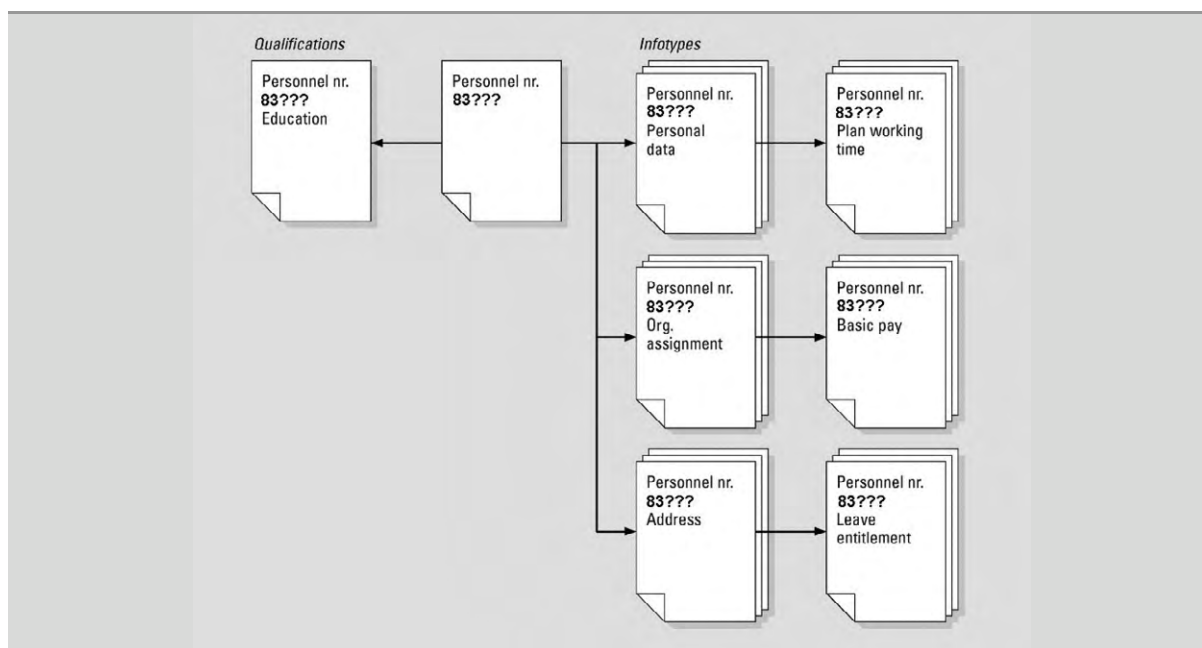 Qualifications
Infotypes
Personnel nr.
83???
Education
Personnel nr.
83???
Personnel nr.
83???
Personal
data
Personnel nr.
83???
Plan working
time
Personnel nr.
83???
Org.
assignment
Personnel nr.
83???
Basic pay
Personnel nr.
83???
Address
Personnel nr.
83???
Leave
entitlement